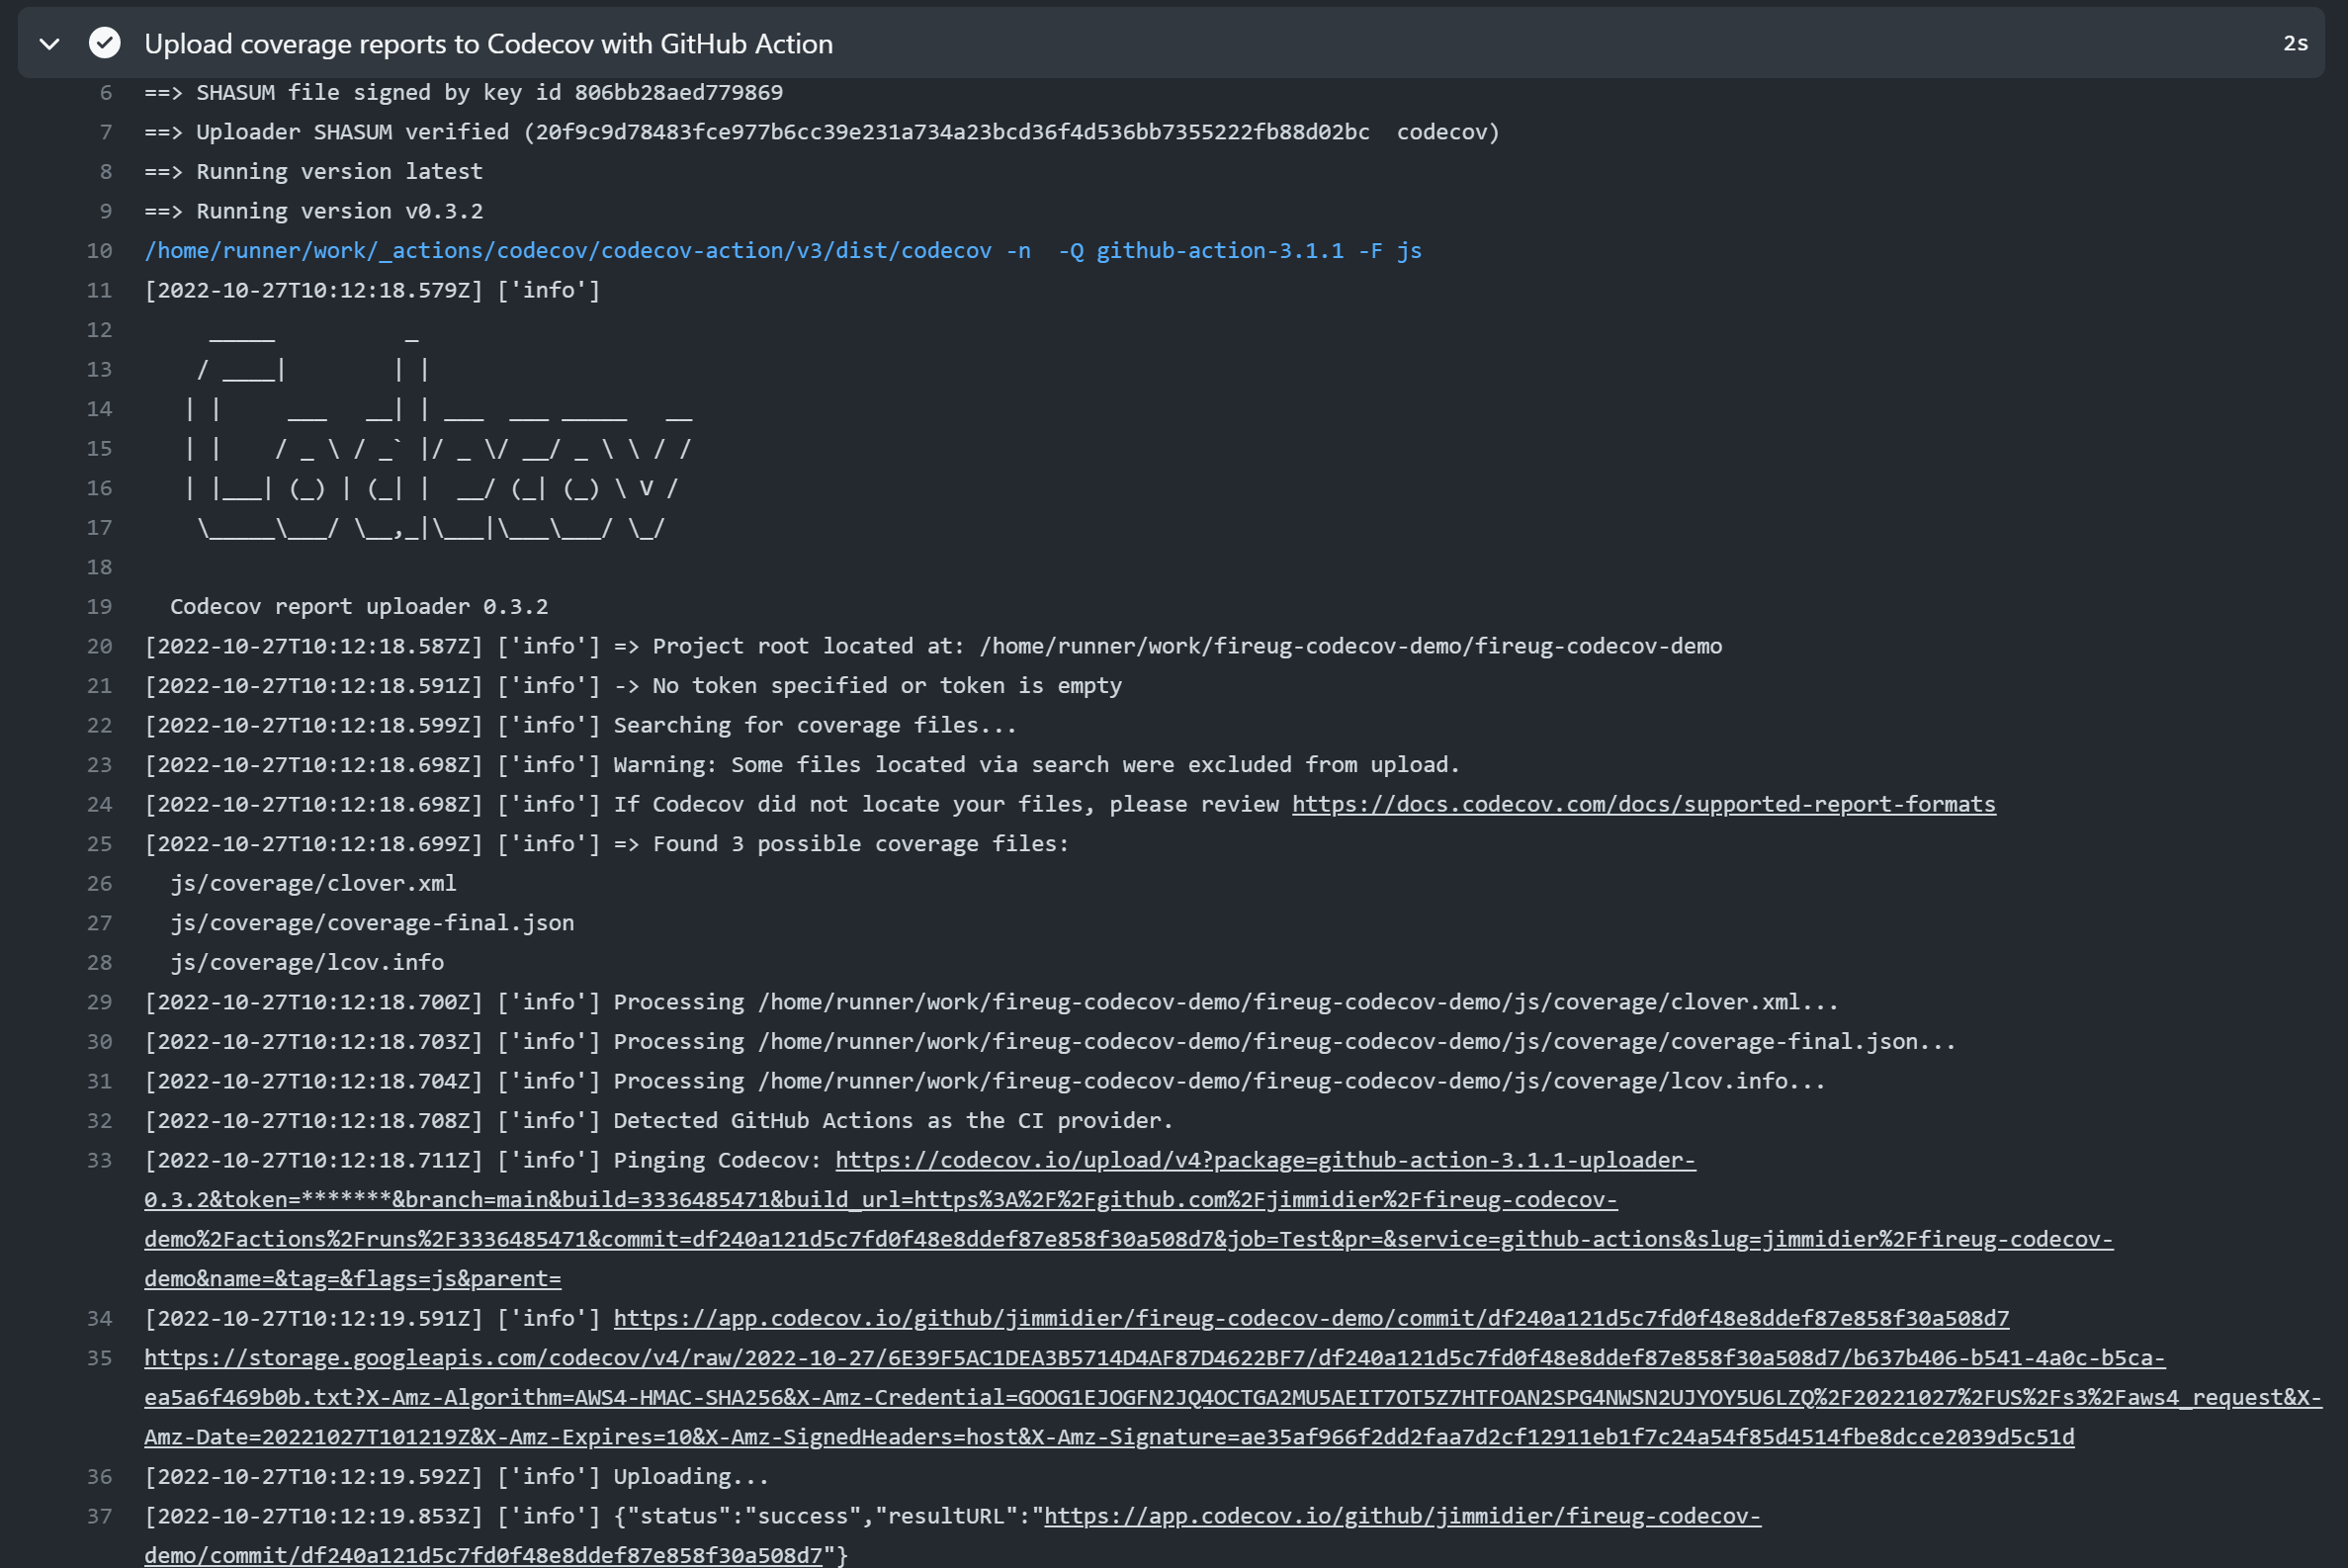 Upload coverage reports to Codecov with GitHub Action 2s
6 ==> SHASUM file signed by key id 806bb28aed779869
7 ==> Uploader SHASUM verified (20f9c9d78483fce977b6cc39e231a734a23bcd36f4d536bb7355222fb88d02bc  codecov)
8 ==> Running version latest
9 ==> Running version v0.3.2
10 /home/runner/work/_actions/codecov/codecov-action/v3/dist/codecov -n  -Q github-action-3.1.1 -F js
11 [2022-10-27T10:12:18.579Z] ['info']
12      _____          _
13     / ____|        | |
14    | |     ___   __| | ___  ___ _____   __
15    | |    / _ \ / _` |/ _ \/ __/ _ \ \ / /
16    | |___| (_) | (_| |  __/ (_| (_) \ V /
17     \_____\___/ \__,_|\___|\___\___/ \_/
18
19   Codecov report uploader 0.3.2
20 [2022-10-27T10:12:18.587Z] ['info'] => Project root located at: /home/runner/work/fireug-codecov-demo/fireug-codecov-demo
21 [2022-10-27T10:12:18.591Z] ['info'] -> No token specified or token is empty
22 [2022-10-27T10:12:18.599Z] ['info'] Searching for coverage files...
23 [2022-10-27T10:12:18.698Z] ['info'] Warning: Some files located via search were excluded from upload.
24 [2022-10-27T10:12:18.698Z] ['info'] If Codecov did not locate your files, please review https://docs.codecov.com/docs/supported-report-formats
25 [2022-10-27T10:12:18.699Z] ['info'] => Found 3 possible coverage files:
26   js/coverage/clover.xml
27   js/coverage/coverage-final.json
28   js/coverage/lcov.info
29 [2022-10-27T10:12:18.700Z] ['info'] Processing /home/runner/work/fireug-codecov-demo/fireug-codecov-demo/js/coverage/clover.xml...
30 [2022-10-27T10:12:18.703Z] ['info'] Processing /home/runner/work/fireug-codecov-demo/fireug-codecov-demo/js/coverage/coverage-final.json...
31 [2022-10-27T10:12:18.704Z] ['info'] Processing /home/runner/work/fireug-codecov-demo/fireug-codecov-demo/js/coverage/lcov.info...
32 [2022-10-27T10:12:18.708Z] ['info'] Detected GitHub Actions as the CI provider.
33 [2022-10-27T10:12:18.711Z] ['info'] Pinging Codecov: https://codecov.io/upload/v4?package=github-action-3.1.1-uploader-
0.3.2&token=*******&branch=main&build=3336485471&build_url=https%3A%2F%2Fgithub.com%2Fjimmidier%2Ffireug-codecov-
demo%2Factions%2Fruns%2F3336485471&commit=df240a121d5c7fd0f48e8ddef87e858f30a508d7&job=Test&pr=&service=github-actions&slug=jimmidier%2Ffireug-codecov-
demo&name=&tag=&flags=js&parent=
34 [2022-10-27T10:12:19.591Z] ['info'] https://app.codecov.io/github/jimmidier/fireug-codecov-demo/commit/df240a121d5c7fd0f48e8ddef87e858f30a508d7
35 https://storage.googleapis.com/codecov/v4/raw/2022-10-27/6E39F5AC1DEA3B5714D4AF87D4622BF7/df240a121d5c7fd0f48e8ddef87e858f30a508d7/b637b406-b541-4a0c-b5ca-
ea5a6f469b0b.txt?X-Amz-Algorithm=AWS4-HMAC-SHA256&X-Amz-Credential=GOOG1EJOGFN2JQ4OCTGA2MU5AEIT7OT5Z7HTFOAN2SPG4NWSN2UJYOY5U6LZQ%2F20221027%2FUS%2Fs3%2Faws4_request&X-
Amz-Date=20221027T101219Z&X-Amz-Expires=10&X-Amz-SignedHeaders=host&X-Amz-Signature=ae35af966f2dd2faa7d2cf12911eb1f7c24a54f85d4514fbe8dcce2039d5c51d
36 [2022-10-27T10:12:19.592Z] ['info'] Uploading...
37 [2022-10-27T10:12:19.853Z] ['info'] {"status":"success","resultURL":"https://app.codecov.io/github/jimmidier/fireug-codecov-
demo/commit/df240a121d5c7fd0f48e8ddef87e858f30a508d7"}